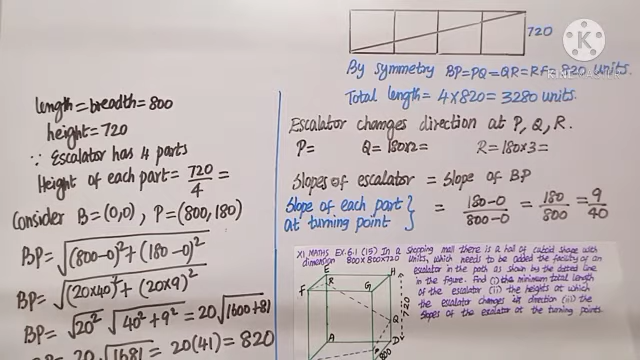 720
By symmetry BP=PQ=QR=RF=820 units.
Total length=4×820=3280 units.
length=breadth=800
height=720
∵ Escalator has 4 parts
Height of each part=720/4=
Consider B=(0,0), P=(800,180)
BP=√((800-0)²+(180-0)²)
BP=√((20×40)²+(20×9)²)
BP=√20² √(40²+9²)=20√(1600+81)
BP=20√1681=20(41)=820
Escalator changes direction at P, Q, R.
P= Q=180×2= R=180×3=
Slopes of escalator = Slope of BP
Slope of each part at turning point} = (180-0)/(800-0) = 180/800 = 9/40
XI MATHS EX-6.1 (15) In a Shopping mall there is a hall of cuboid shape with
dimension 800×800×720 units, which needs to be added the facility of an
escalator in the path as shown by the dotted line
in the figure. Find (i) the minimum total length
of the escalator (ii) the heights at which
the escalator changes its direction (iii) the
slopes of the escalator at the turning points.
E
H
F
R
G
720
Q
A
D
P
800